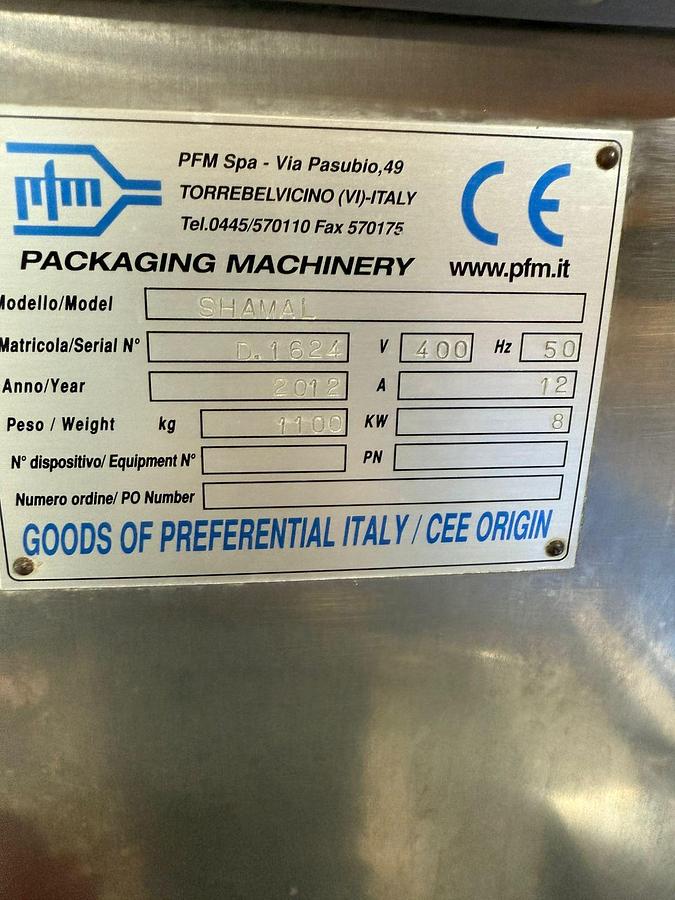 pfm
PFM Spa - Via Pasubio,49
TORREBELVICINO (VI)-ITALY
Tel.0445/570110 Fax 570175
CE
PACKAGING MACHINERY www.pfm.it
Modello/Model SHAMAL
Matricola/Serial N° D.1624 V 400 Hz 50
Anno/Year 2012 A 12
Peso / Weight kg 1100 KW 8
N° dispositivo/ Equipment N° PN
Numero ordine/ PO Number
GOODS OF PREFERENTIAL ITALY / CEE ORIGIN